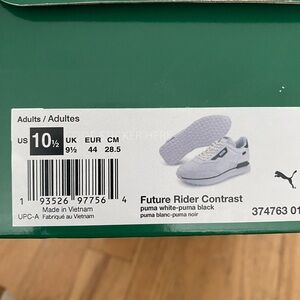 Adults / Adultes
US 10½ UK 9½ EUR 44 CM 28.5
1 93526 97756 4
Made in Vietnam
UPC-A Fabriqué au Vietnam
Future Rider Contrast
puma white-puma black
puma blanc-puma noir
374763 01